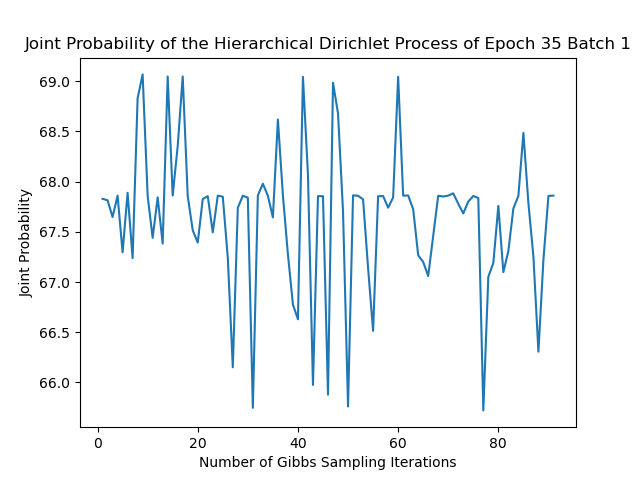 Joint Probability of the Hierarchical Dirichlet Process of Epoch 35 Batch 1
69.0
68.5
68.0
67.5
67.0
66.5
66.0
Joint Probability
0 20 40 60 80
Number of Gibbs Sampling Iterations